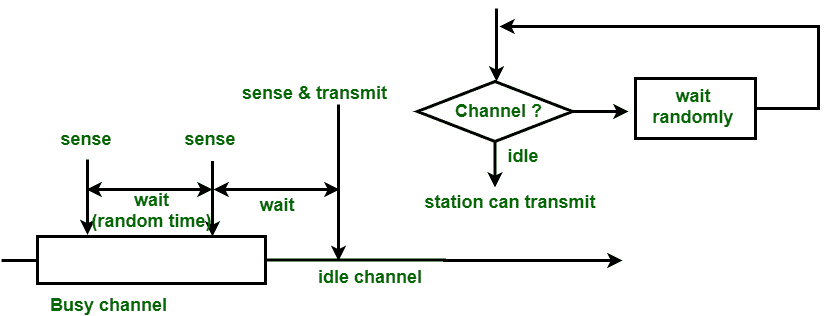 sense & transmit
sense
sense
wait
(random time)
wait
idle channel
Busy channel
Channel ?
wait
randomly
idle
station can transmit